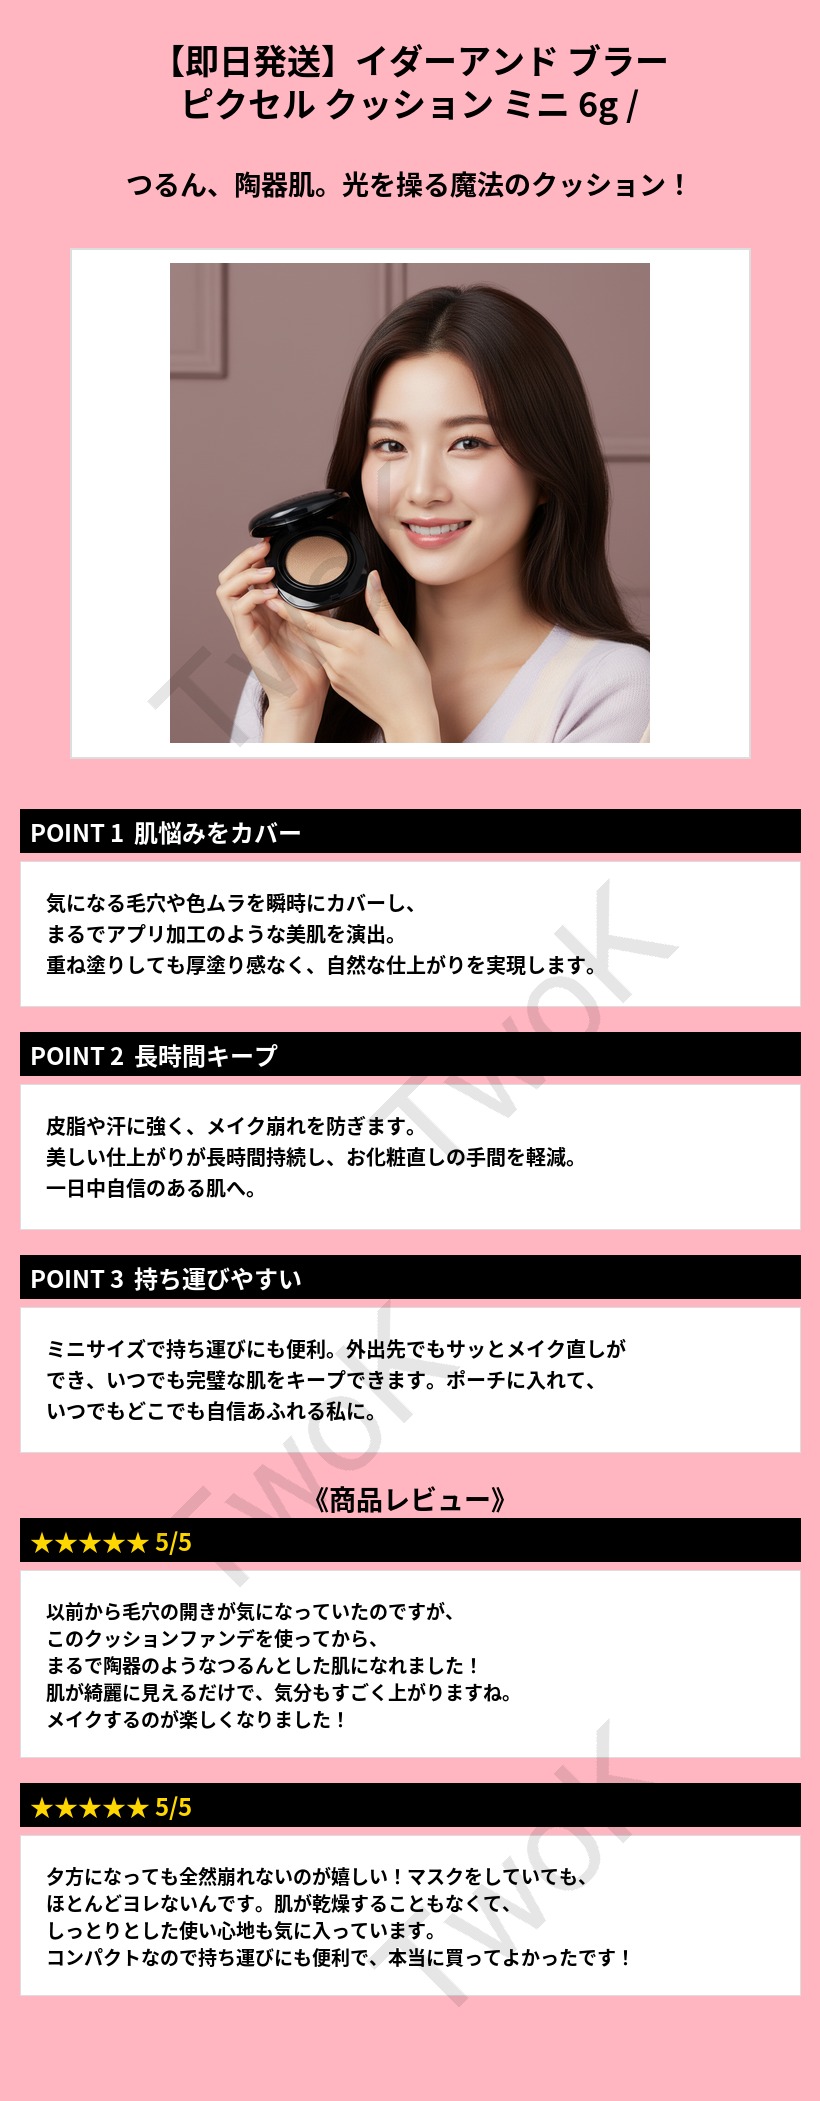 【即日発送】イダーアンド ブラー
ピクセル クッション ミニ 6g /
つるん、陶器肌。光を操る魔法のクッション！
TwoK
POINT 1 肌悩みをカバー
気になる毛穴や色ムラを瞬時にカバーし、
まるでアプリ加工のような美肌を演出。
重ね塗りしても厚塗り感なく、自然な仕上がりを実現します。
TwoK
POINT 2 長時間キープ
皮脂や汗に強く、メイク崩れを防ぎます。
美しい仕上がりが長時間持続し、お化粧直しの手間を軽減。
一日中自信のある肌へ。
POINT 3 持ち運びやすい
ミニサイズで持ち運びにも便利。外出先でもサッとメイク直しが
でき、いつでも完璧な肌をキープできます。ポーチに入れて、
いつでもどこでも自信あふれる私に。
TwoK
《商品レビュー》
★★★★★ 5/5
以前から毛穴の開きが気になっていたのですが、
このクッションファンデを使ってから、
まるで陶器のようなつるんとした肌になれました！
肌が綺麗に見えるだけで、気分もすごく上がりますね。
メイクするのが楽しくなりました！
★★★★★ 5/5
夕方になっても全然崩れないのが嬉しい！マスクをしていても、
ほとんどヨレないんです。肌が乾燥することもなくて、
しっとりとした使い心地も気に入っています。
コンパクトなので持ち運びにも便利で、本当に買ってよかったです！
TwoK